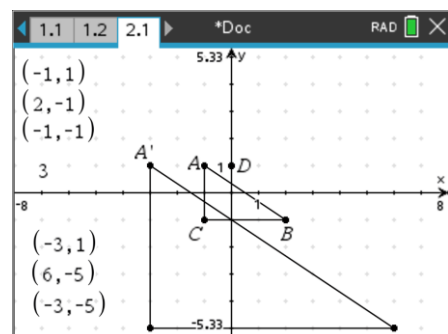 1.1 1.2 2.1 *Doc RAD
5.33 y
(-1,1)
(2,-1)
(-1,-1)
A' A 1 D
3
x
-8 1 8
C B
(-3,1)
(6,-5)
(-3,-5)
-5.33